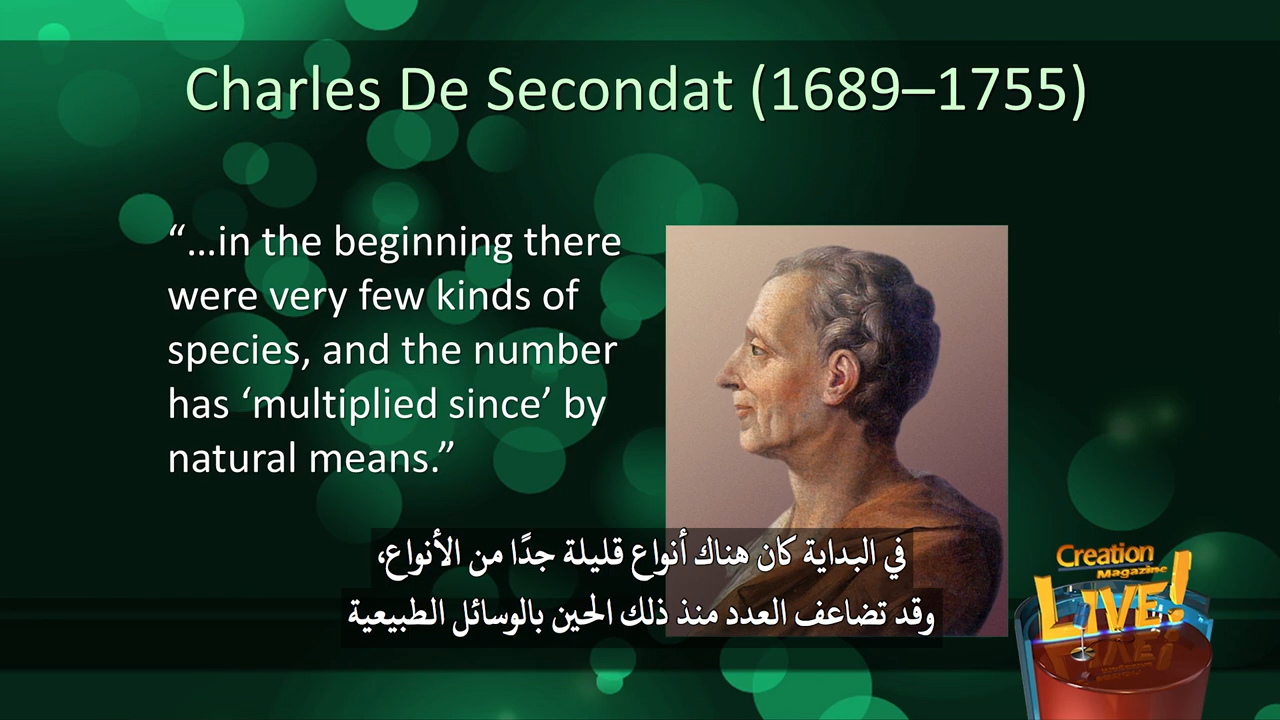 Charles De Secondat (1689–1755)
“…in the beginning there
were very few kinds of
species, and the number
has ‘multiplied since’ by
natural means.”
في البداية كان هناك أنواع قليلة جدًا من الأنواع،
وقد تضاعف العدد منذ ذلك الحين بالوسائل الطبيعية
Creation
Magazine
LIVE!